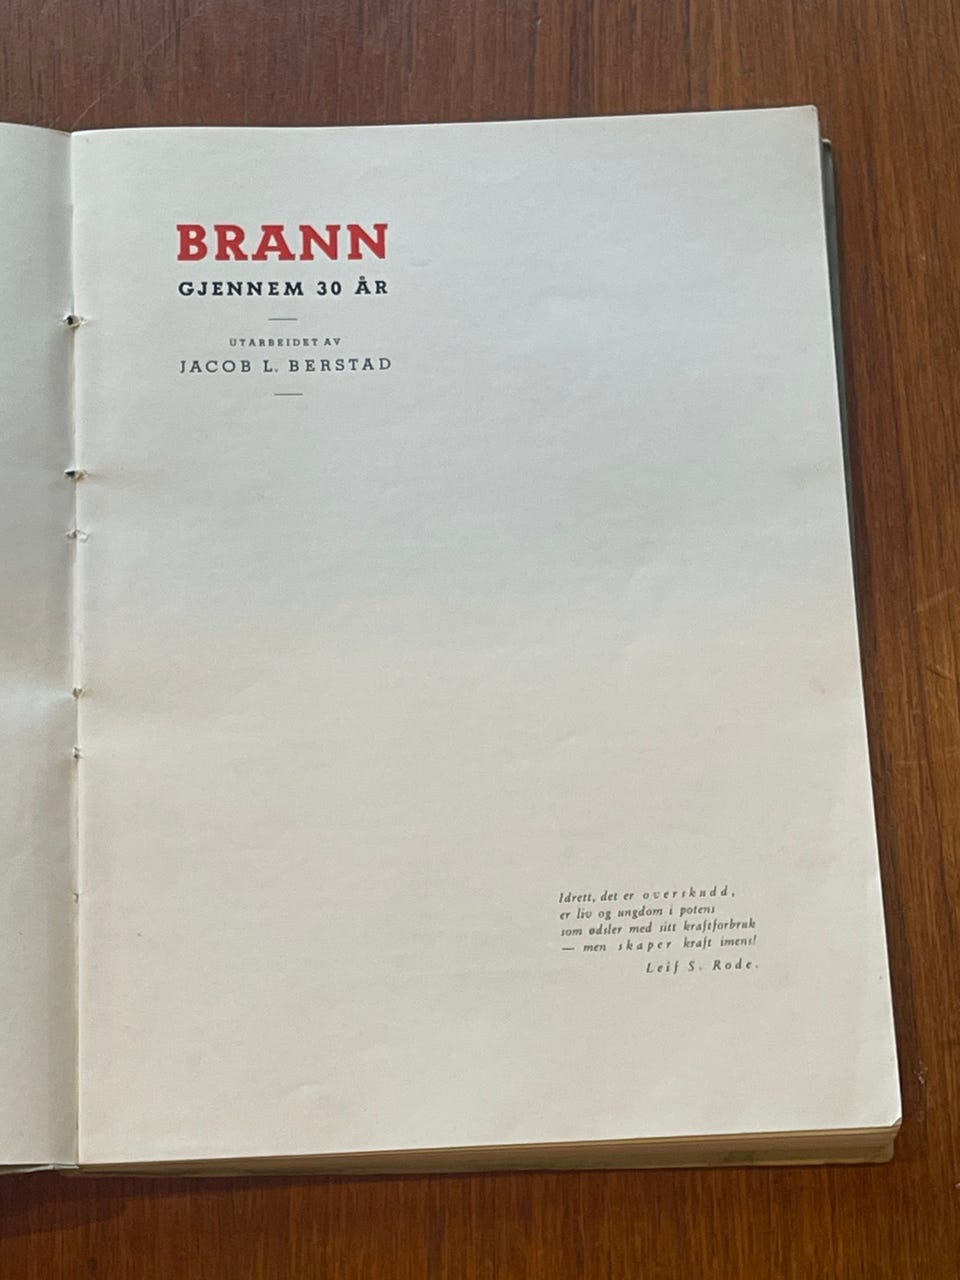 BRANN
GJENNEM 30 ÅR
UTARBEIDET AV
JACOB L. BERSTAD
Idrett, det er overskudd,
er liv og ungdom i potens
som ødsler med sitt kraftforbruk
— men skaper kraft imens!
Leif S. Rode.